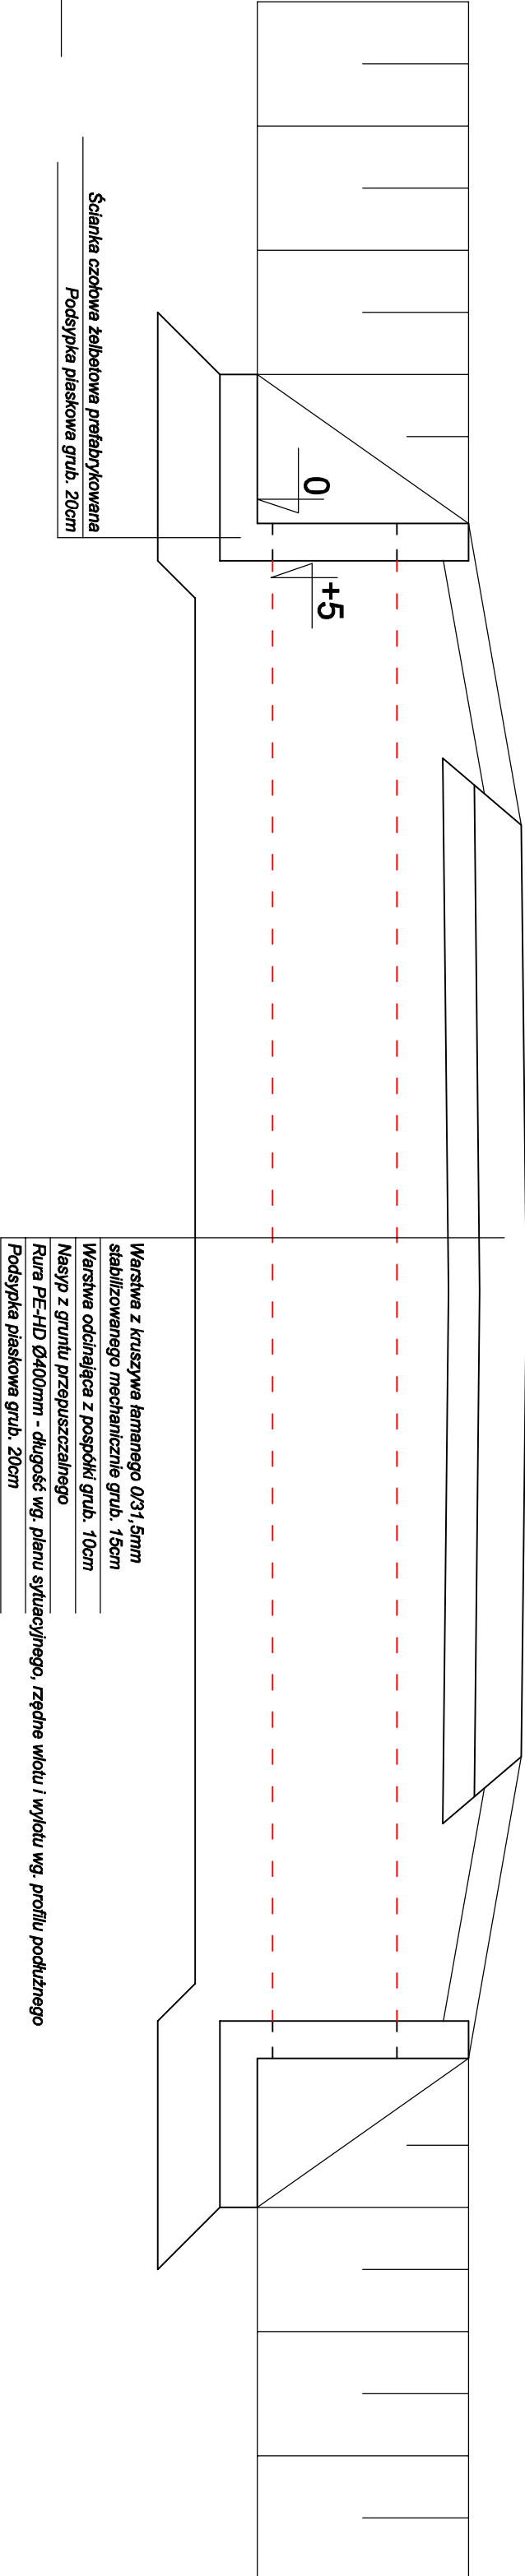 Ścianka czołowa żelbetowa prefabrykowana
Podsypka piaskowa grub. 20cm
0
+5
Warstwa z kruszywa łamanego 0/31,5mm
stabilizowanego mechanicznie grub. 15cm
Warstwa odcinająca z pospółki grub. 10cm
Nasyp z gruntu przepuszczalnego
Rura PE-HD Ø400mm - długość wg. planu sytuacyjnego, rzędne wlotu i wylotu wg. profilu podłużnego
Podsypka piaskowa grub. 20cm